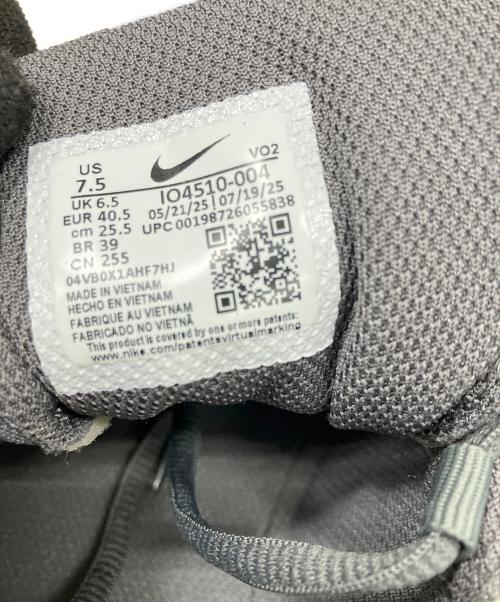 US
7.5
UK 6.5
EUR 40.5
cm 25.5
BR 39
CN 255
VO2
IO4510-004
05/21/25 | 07/19/25
UPC 00198726055838
04VB0X1AHF7HJ
MADE IN VIETNAM
HECHO EN VIETNAM
FABRIQUE AU VIETNAM
FABRICADO NO VIETNÃ
This product is covered by one or more patents:
www.nike.com/patentsvirtualmarking